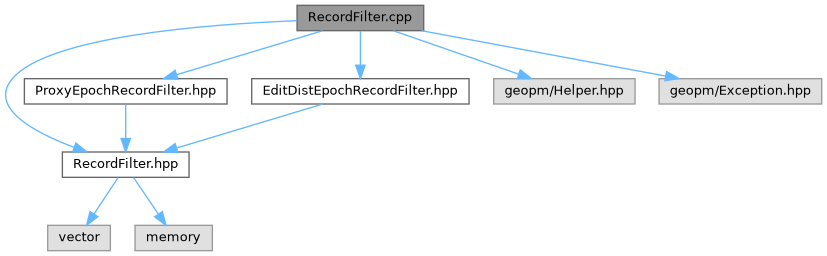 RecordFilter.cpp
ProxyEpochRecordFilter.hpp
EditDistEpochRecordFilter.hpp
geopm/Helper.hpp
geopm/Exception.hpp
RecordFilter.hpp
vector
memory